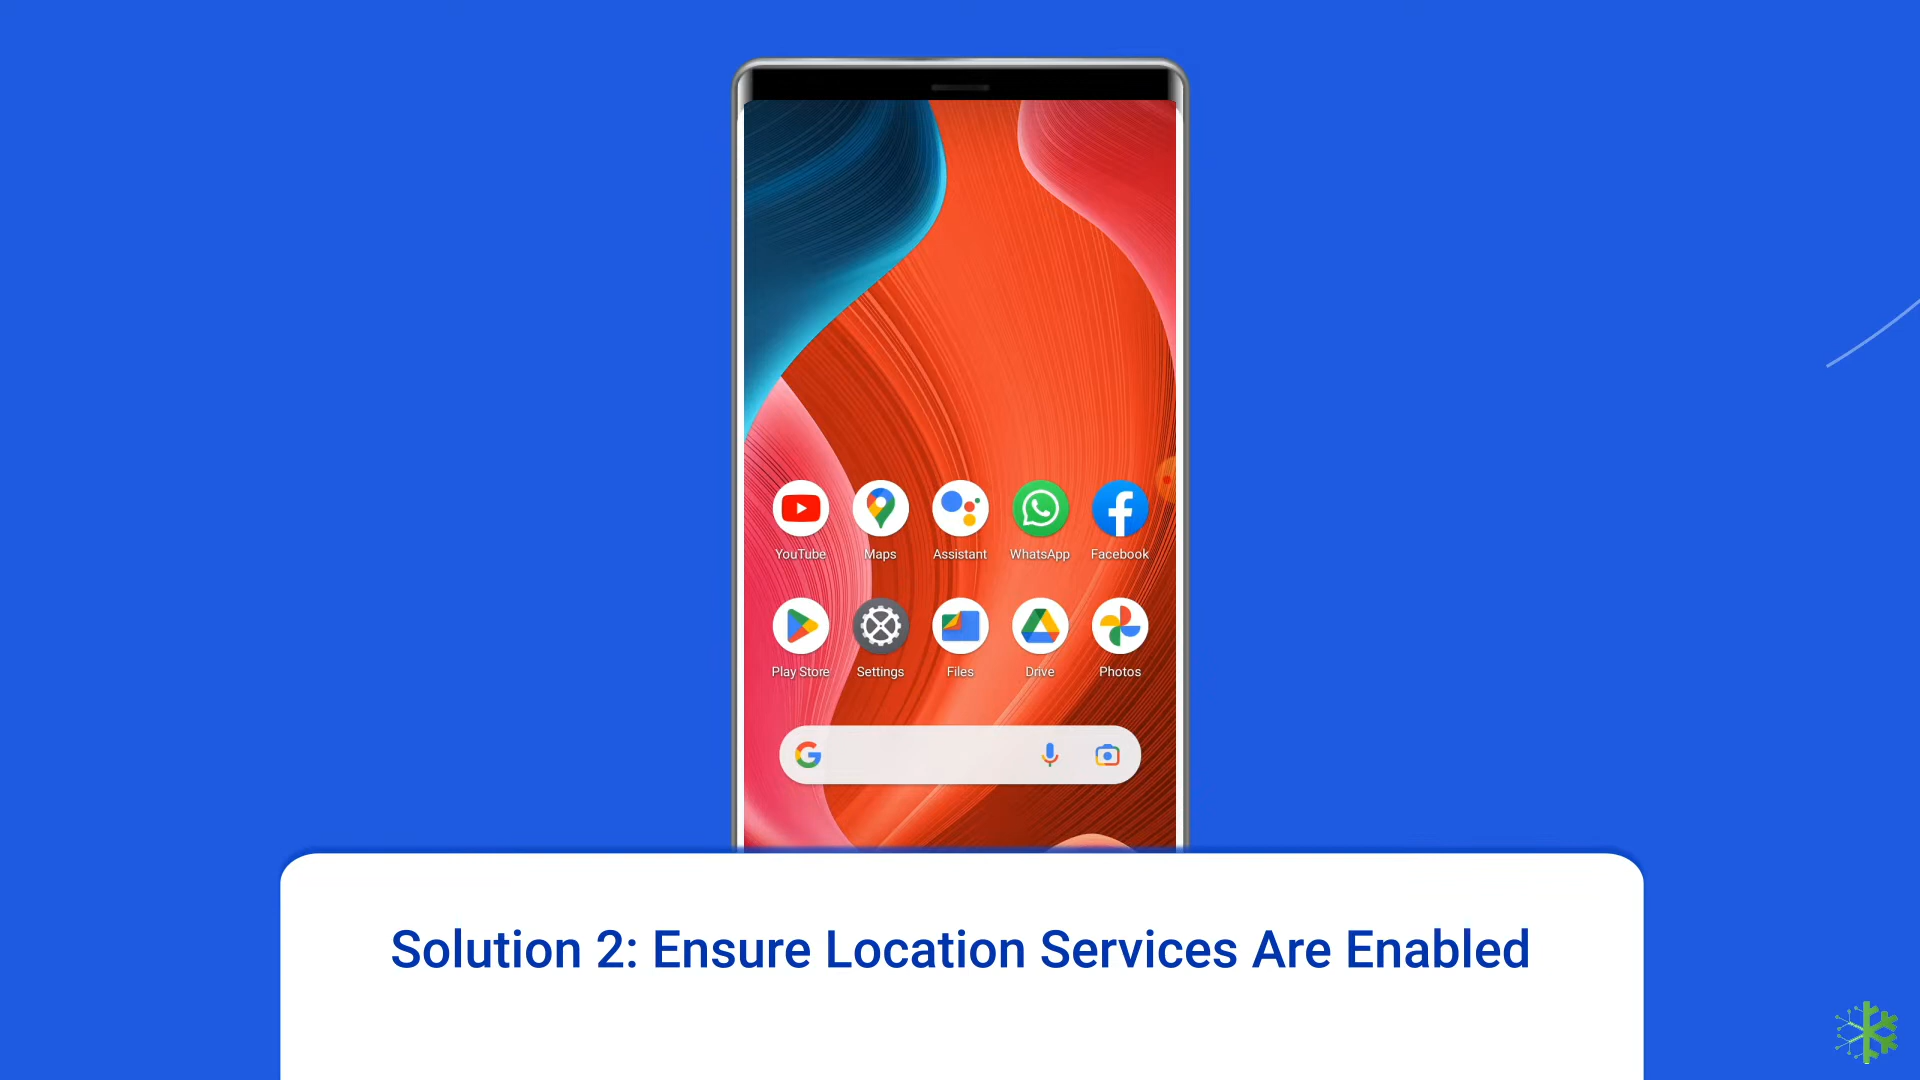 YouTube Maps Assistant WhatsApp Facebook
Play Store Settings Files Drive Photos
Solution 2: Ensure Location Services Are Enabled